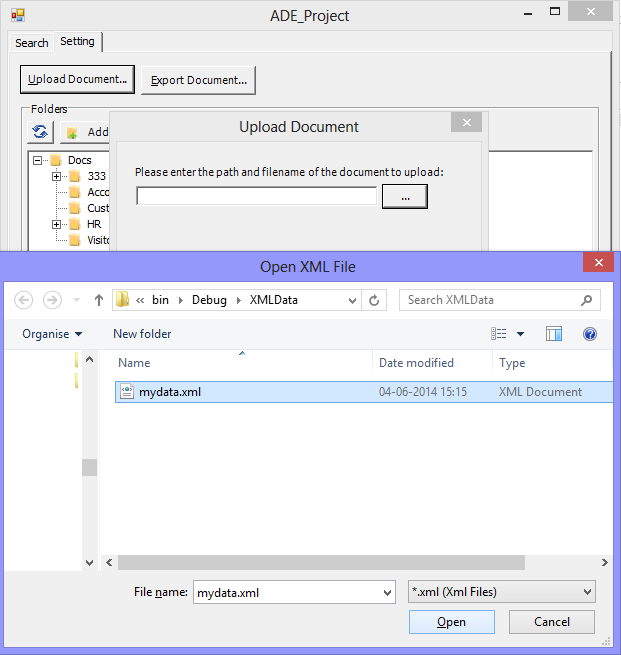 ADE_Project
Search Setting
Upload Document... Export Document...
Folders
Add
Upload Document
Please enter the path and filename of the document to upload:
...
Docs
333
Acco
Cust
HR
Visito
Open XML File
« bin Debug XMLData
Search XMLData
Organise New folder
Name Date modified Type
mydata.xml 04-06-2014 15:15 XML Document
File name: mydata.xml *.xml (Xml Files)
Open Cancel